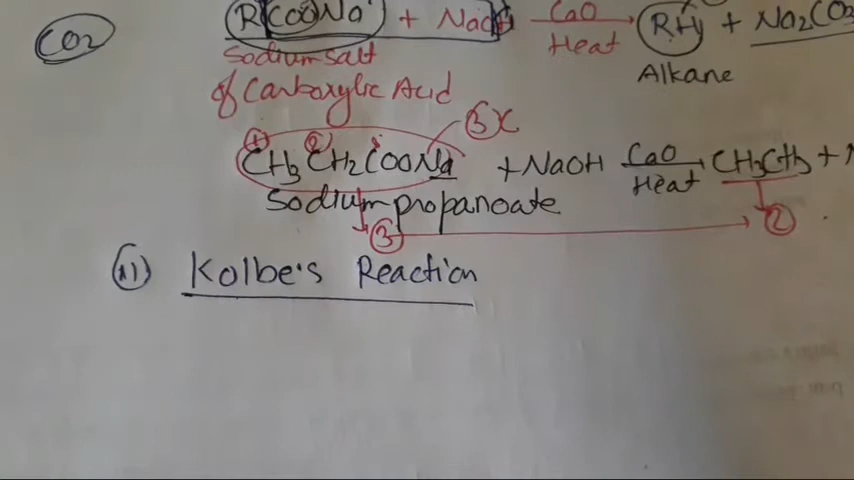 CO2
RCOONa + NaOH CaO Heat RH + Na2CO3
Sodium salt of Carboxylic Acid
Alkane
3 C
1 2
CH3CH2COONa + NaOH CaO Heat CH3CH3 +
Sodium propanoate
3 2
(ii) Kolbe's Reaction